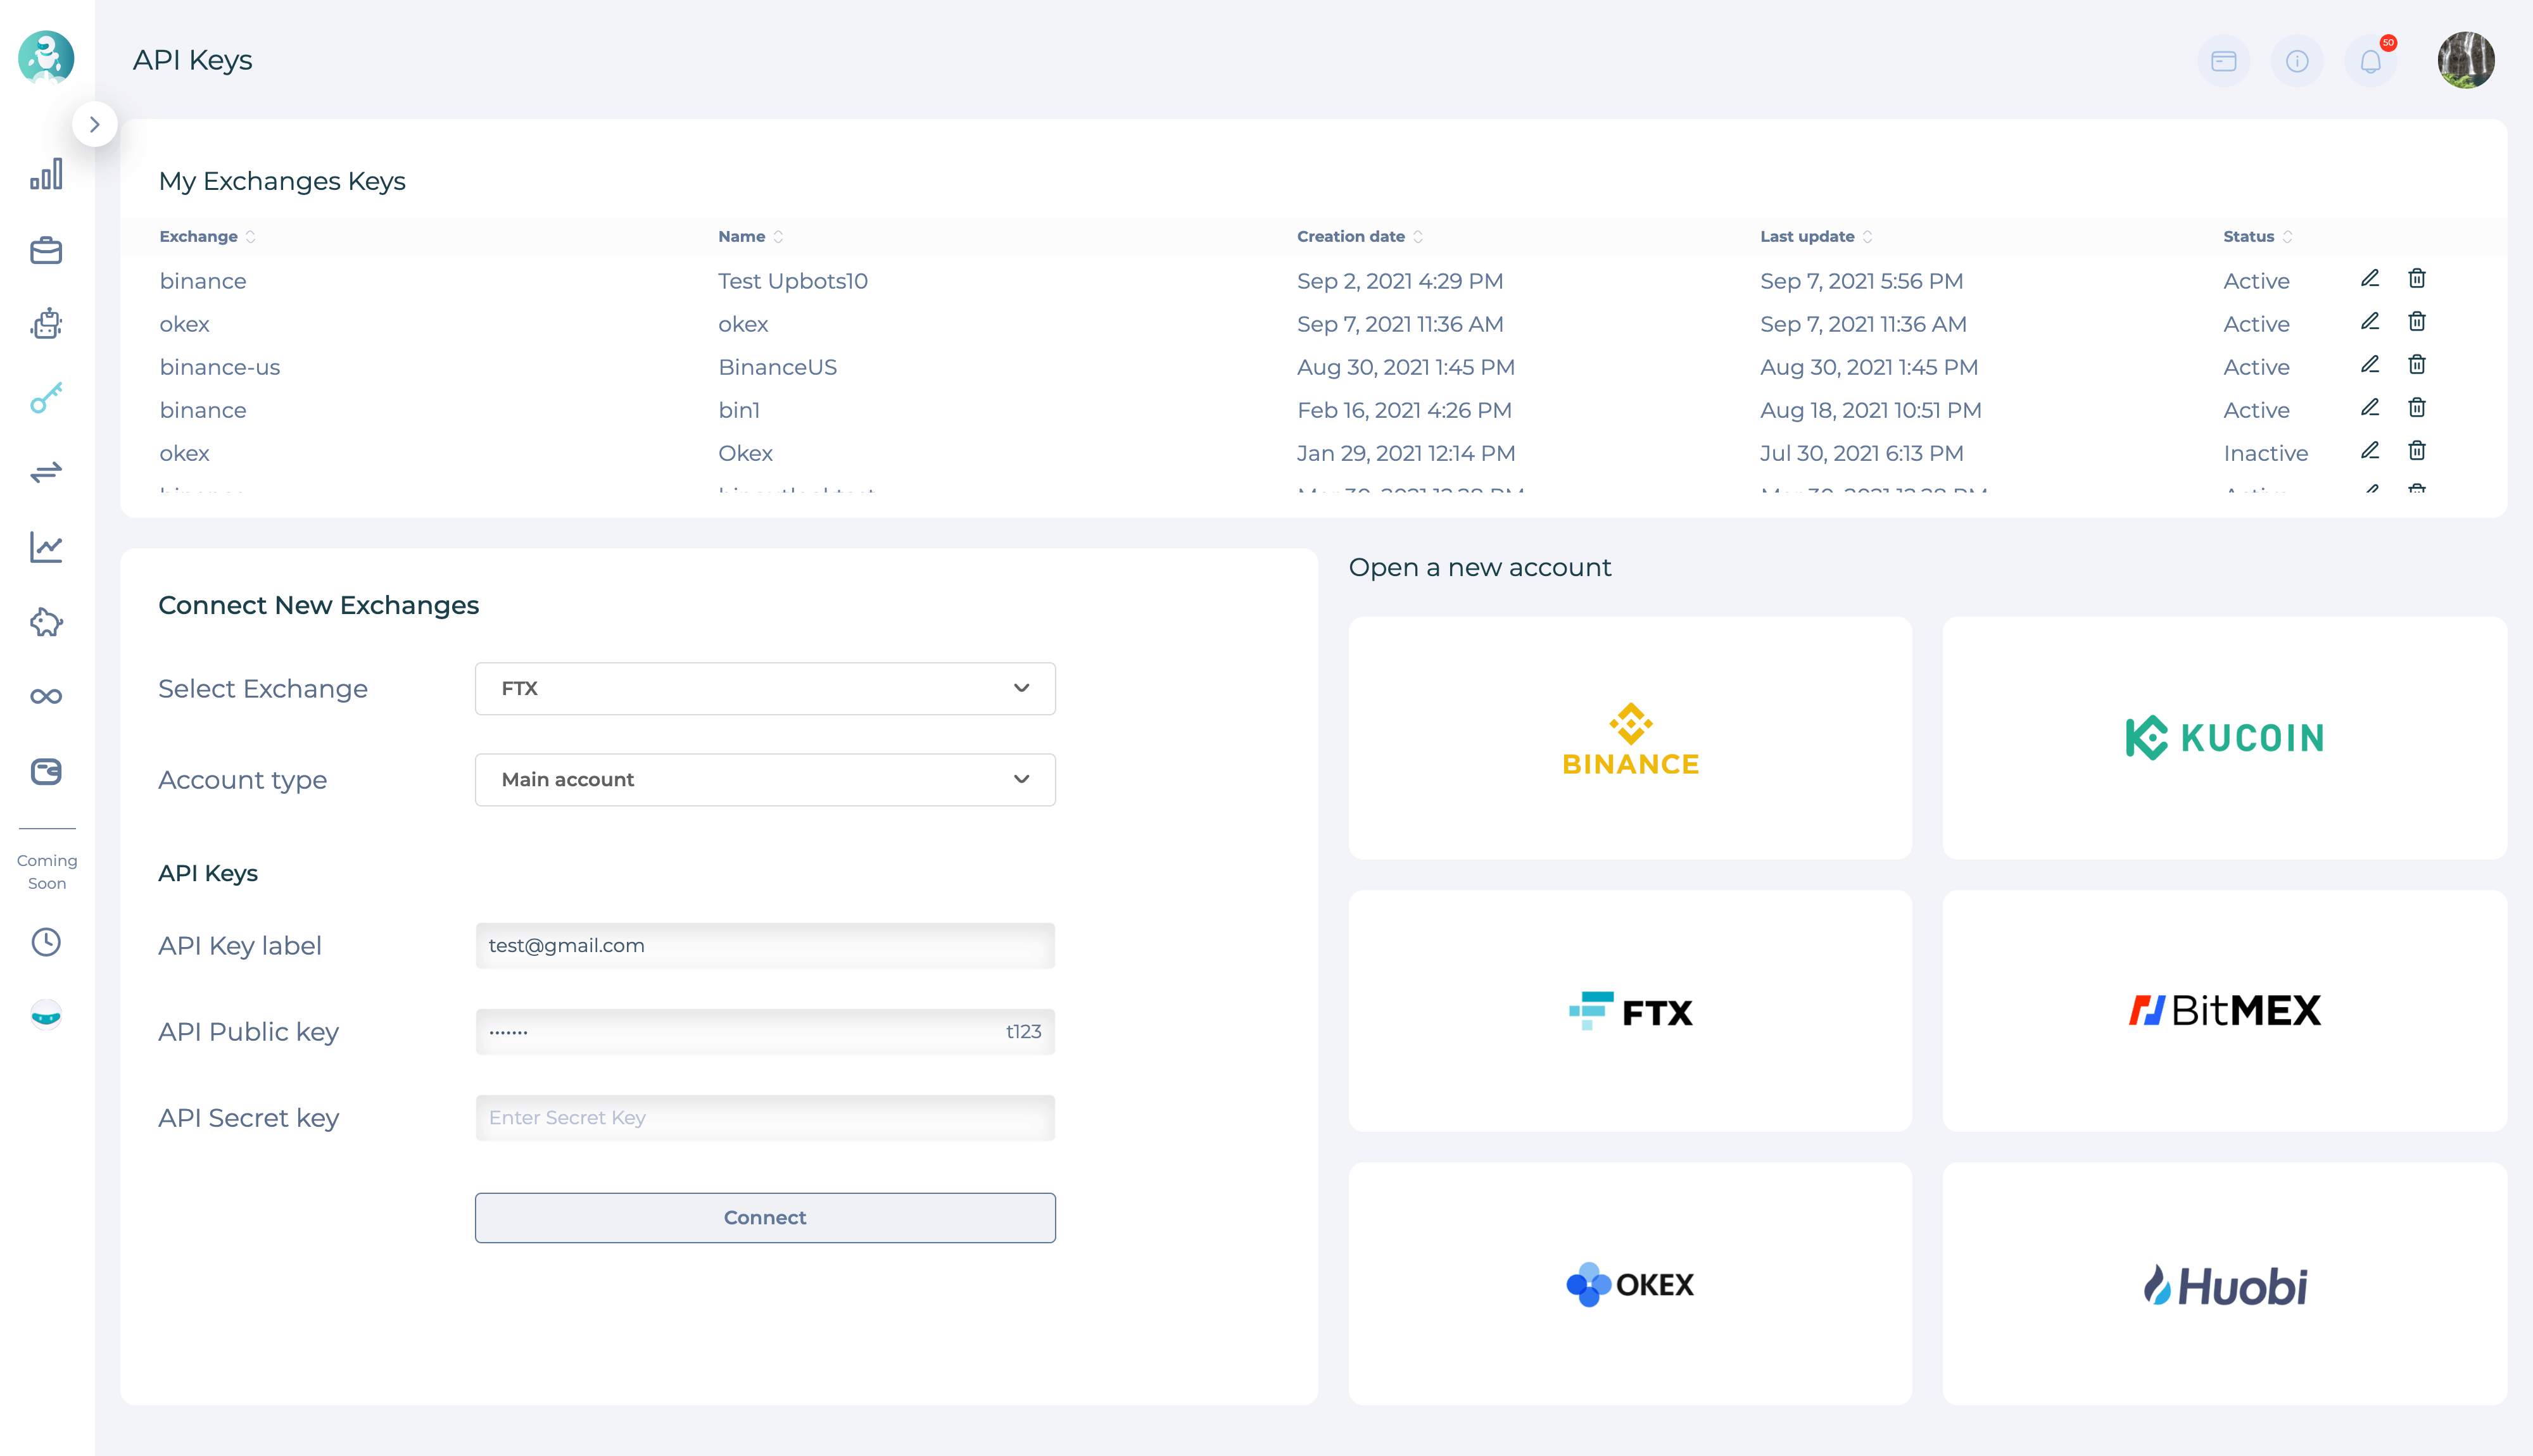 API Keys
50
My Exchanges Keys
Exchange Name Creation date Last update Status
binance Test Upbots10 Sep 2, 2021 4:29 PM Sep 7, 2021 5:56 PM Active
okex okex Sep 7, 2021 11:36 AM Sep 7, 2021 11:36 AM Active
binance-us BinanceUS Aug 30, 2021 1:45 PM Aug 30, 2021 1:45 PM Active
binance bin1 Feb 16, 2021 4:26 PM Aug 18, 2021 10:51 PM Active
okex Okex Jan 29, 2021 12:14 PM Jul 30, 2021 6:13 PM Inactive
Connect New Exchanges
Select Exchange FTX
Account type Main account
API Keys
API Key label test@gmail.com
API Public key ••••••• t123
API Secret key Enter Secret Key
Connect
Open a new account
BINANCE
KUCOIN
FTX
BitMEX
OKEX
Huobi
Coming
Soon